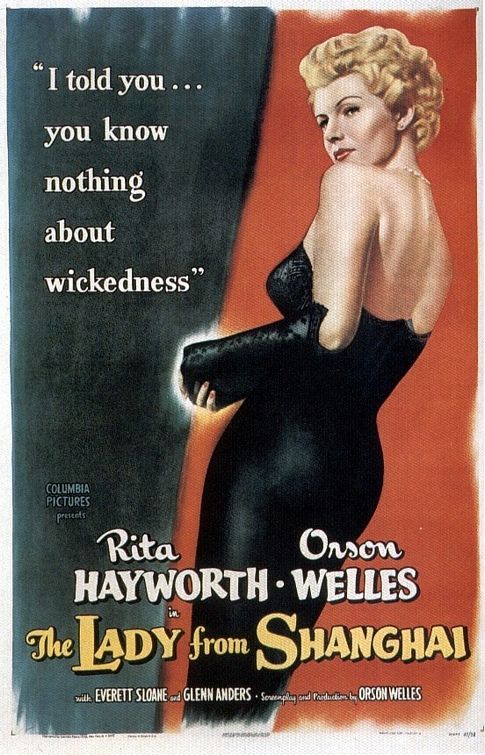 “I told you...
you know
nothing
about
wickedness”
COLUMBIA
PICTURES
presents
Rita Orson
HAYWORTH · WELLES
in
The LADY from SHANGHAI
with EVERETT SLOANE and GLENN ANDERS · Screenplay and Production by ORSON WELLES